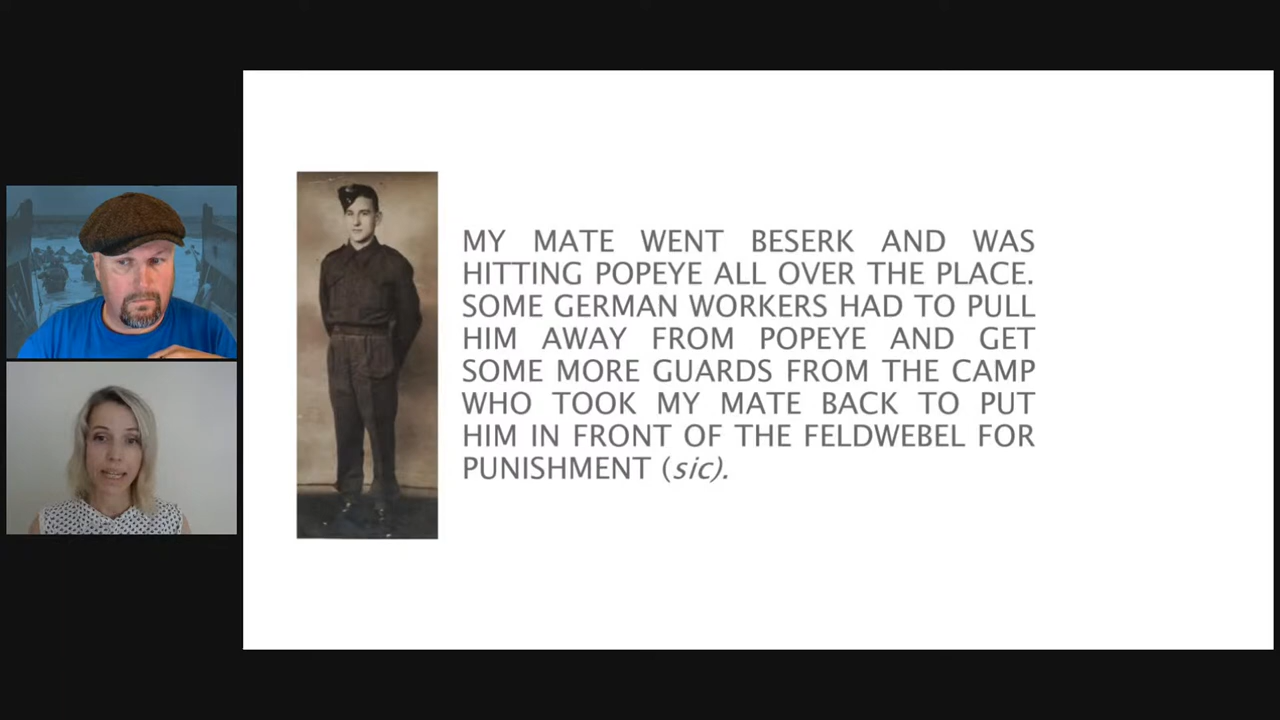 MY MATE WENT BESERK AND WAS
HITTING POPEYE ALL OVER THE PLACE.
SOME GERMAN WORKERS HAD TO PULL
HIM AWAY FROM POPEYE AND GET
SOME MORE GUARDS FROM THE CAMP
WHO TOOK MY MATE BACK TO PUT
HIM IN FRONT OF THE FELDWEBEL FOR
PUNISHMENT (sic).